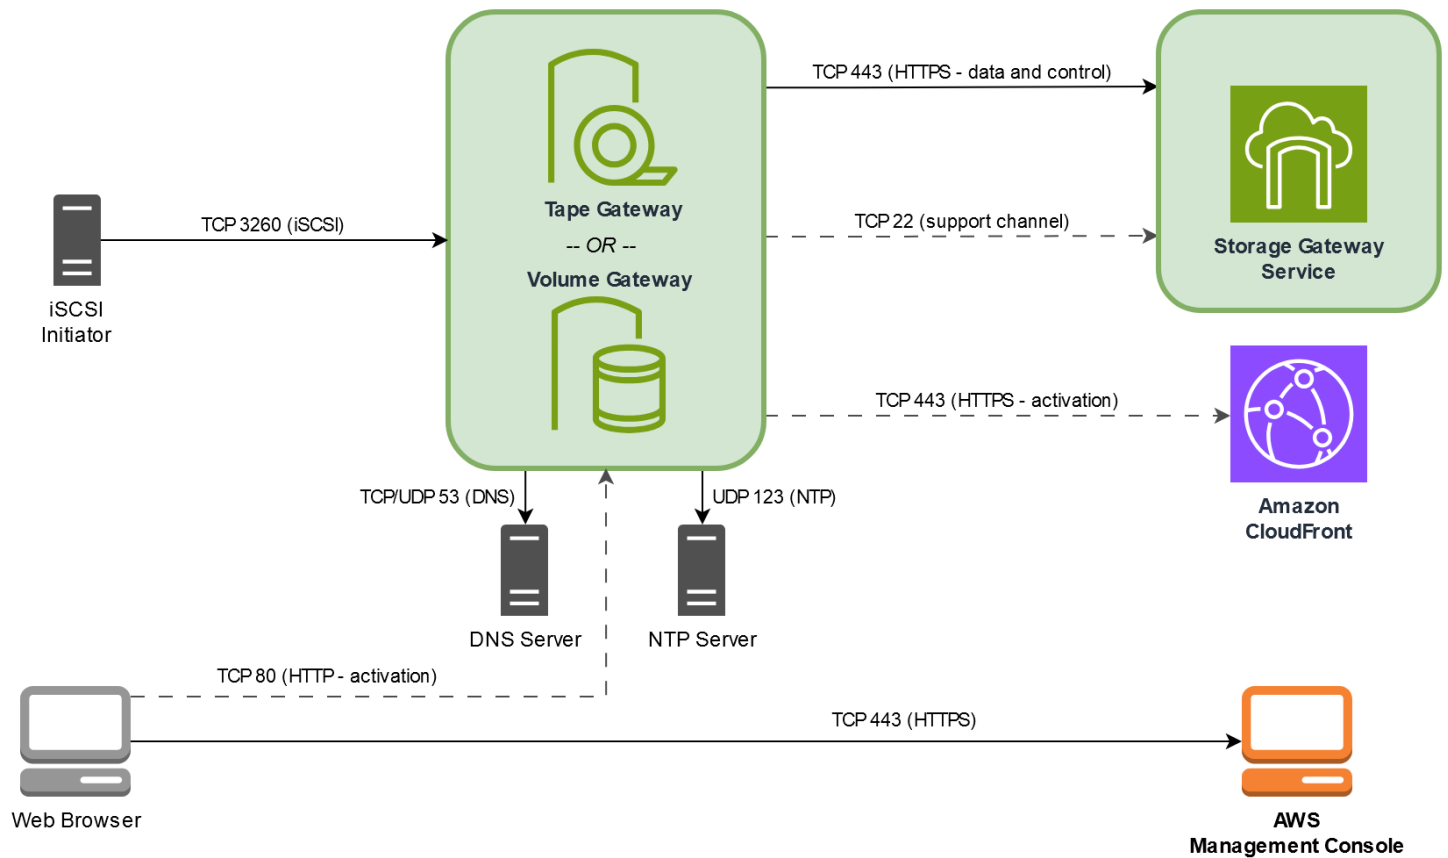 TCP 443 (HTTPS - data and control)
Tape Gateway
-- OR --
Volume Gateway
TCP 3260 (iSCSI)
iSCSI
Initiator
TCP 22 (support channel)
Storage Gateway
Service
TCP 443 (HTTPS - activation)
Amazon
CloudFront
TCP/UDP 53 (DNS)
UDP 123 (NTP)
DNS Server
NTP Server
TCP 80 (HTTP - activation)
TCP 443 (HTTPS)
Web Browser
AWS
Management Console